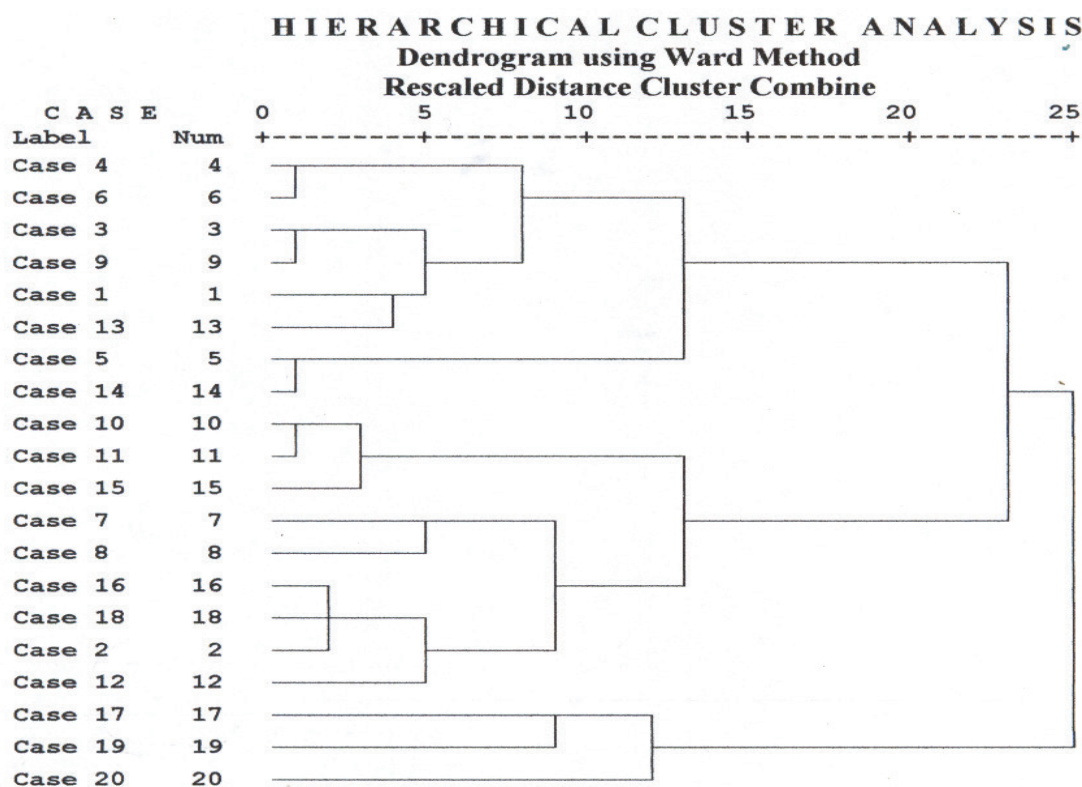 H I E R A R C H I C A L C L U S T E R A N A L Y S I S
Dendrogram using Ward Method
Rescaled Distance Cluster Combine
C A S E 0 5 10 15 20 25
Label Num +---------+---------+---------+---------+---------+
Case 4 4
Case 6 6
Case 3 3
Case 9 9
Case 1 1
Case 13 13
Case 5 5
Case 14 14
Case 10 10
Case 11 11
Case 15 15
Case 7 7
Case 8 8
Case 16 16
Case 18 18
Case 2 2
Case 12 12
Case 17 17
Case 19 19
Case 20 20